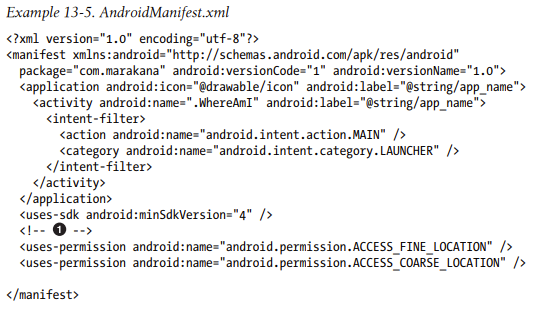 Example 13-5. AndroidManifest.xml
<?xml version="1.0" encoding="utf-8"?>
<manifest xmlns:android="http://schemas.android.com/apk/res/android"
package="com.marakana" android:versionCode="1" android:versionName="1.0">
<application android:icon="@drawable/icon" android:label="@string/app_name">
<activity android:name=".WhereAmI" android:label="@string/app_name">
<intent-filter>
<action android:name="android.intent.action.MAIN" />
<category android:name="android.intent.category.LAUNCHER" />
</intent-filter>
</activity>
</application>
<uses-sdk android:minSdkVersion="4" />
<!-- ❶ -->
<uses-permission android:name="android.permission.ACCESS_FINE_LOCATION" />
<uses-permission android:name="android.permission.ACCESS_COARSE_LOCATION" />
</manifest>